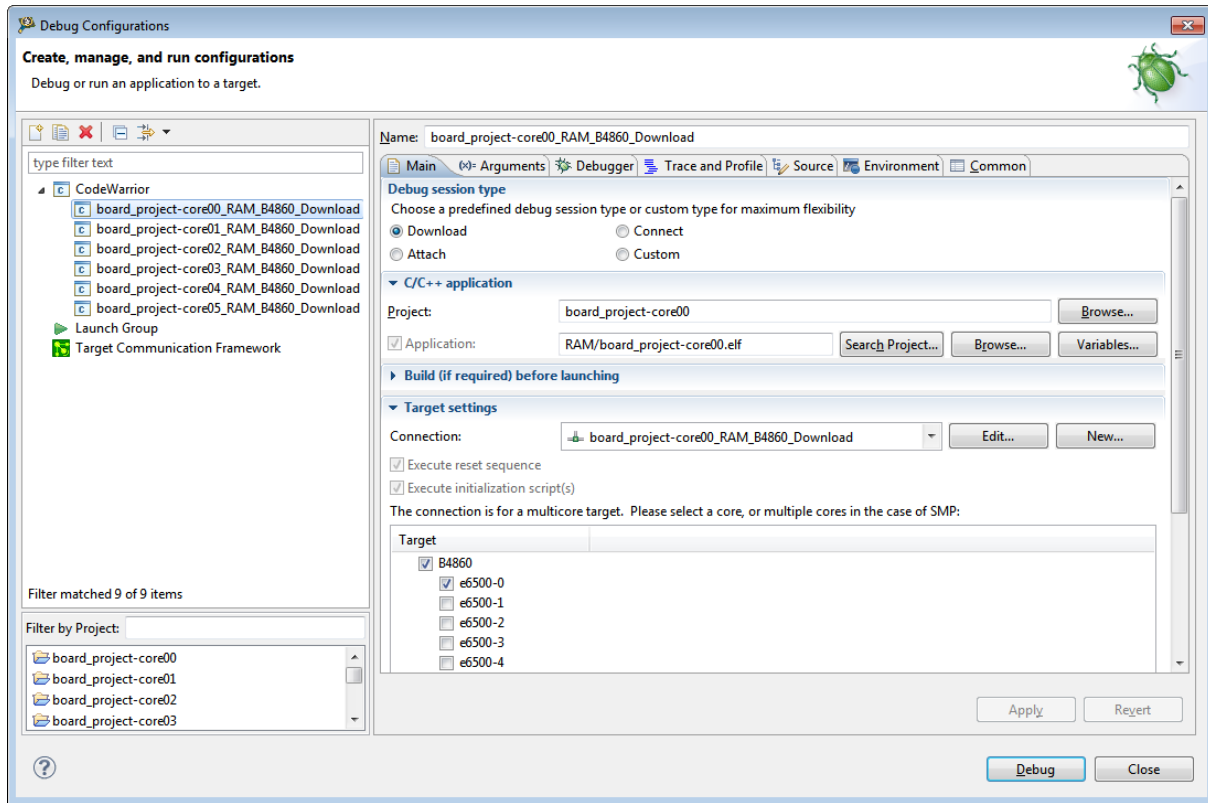 Debug Configurations
Create, manage, and run configurations
Debug or run an application to a target.
type filter text
CodeWarrior
board_project-core00_RAM_B4860_Download
board_project-core01_RAM_B4860_Download
board_project-core02_RAM_B4860_Download
board_project-core03_RAM_B4860_Download
board_project-core04_RAM_B4860_Download
board_project-core05_RAM_B4860_Download
Launch Group
Target Communication Framework
Filter matched 9 of 9 items
Filter by Project:
board_project-core00
board_project-core01
board_project-core02
board_project-core03
Name: board_project-core00_RAM_B4860_Download
Main (x)= Arguments Debugger Trace and Profile Source Environment Common
Debug session type
Choose a predefined debug session type or custom type for maximum flexibility
Download Connect
Attach Custom
C/C++ application
Project: board_project-core00 Browse...
Application: RAM/board_project-core00.elf Search Project... Browse... Variables...
Build (if required) before launching
Target settings
Connection: board_project-core00_RAM_B4860_Download Edit... New...
Execute reset sequence
Execute initialization script(s)
The connection is for a multicore target. Please select a core, or multiple cores in the case of SMP:
Target
B4860
e6500-0
e6500-1
e6500-2
e6500-3
e6500-4
Apply Revert
? Debug Close